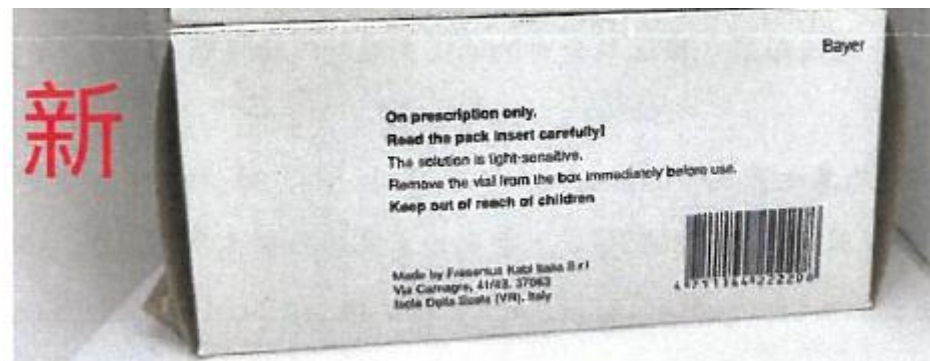 新
Bayer
On prescription only.
Read the pack insert carefully!
The solution is light-sensitive.
Remove the vial from the box immediately before use.
Keep out of reach of children
Made by Fresenius Kabi Italia S.r.l
Via Camagre, 41/43, 37063
Isola Della Scala (VR), Italy